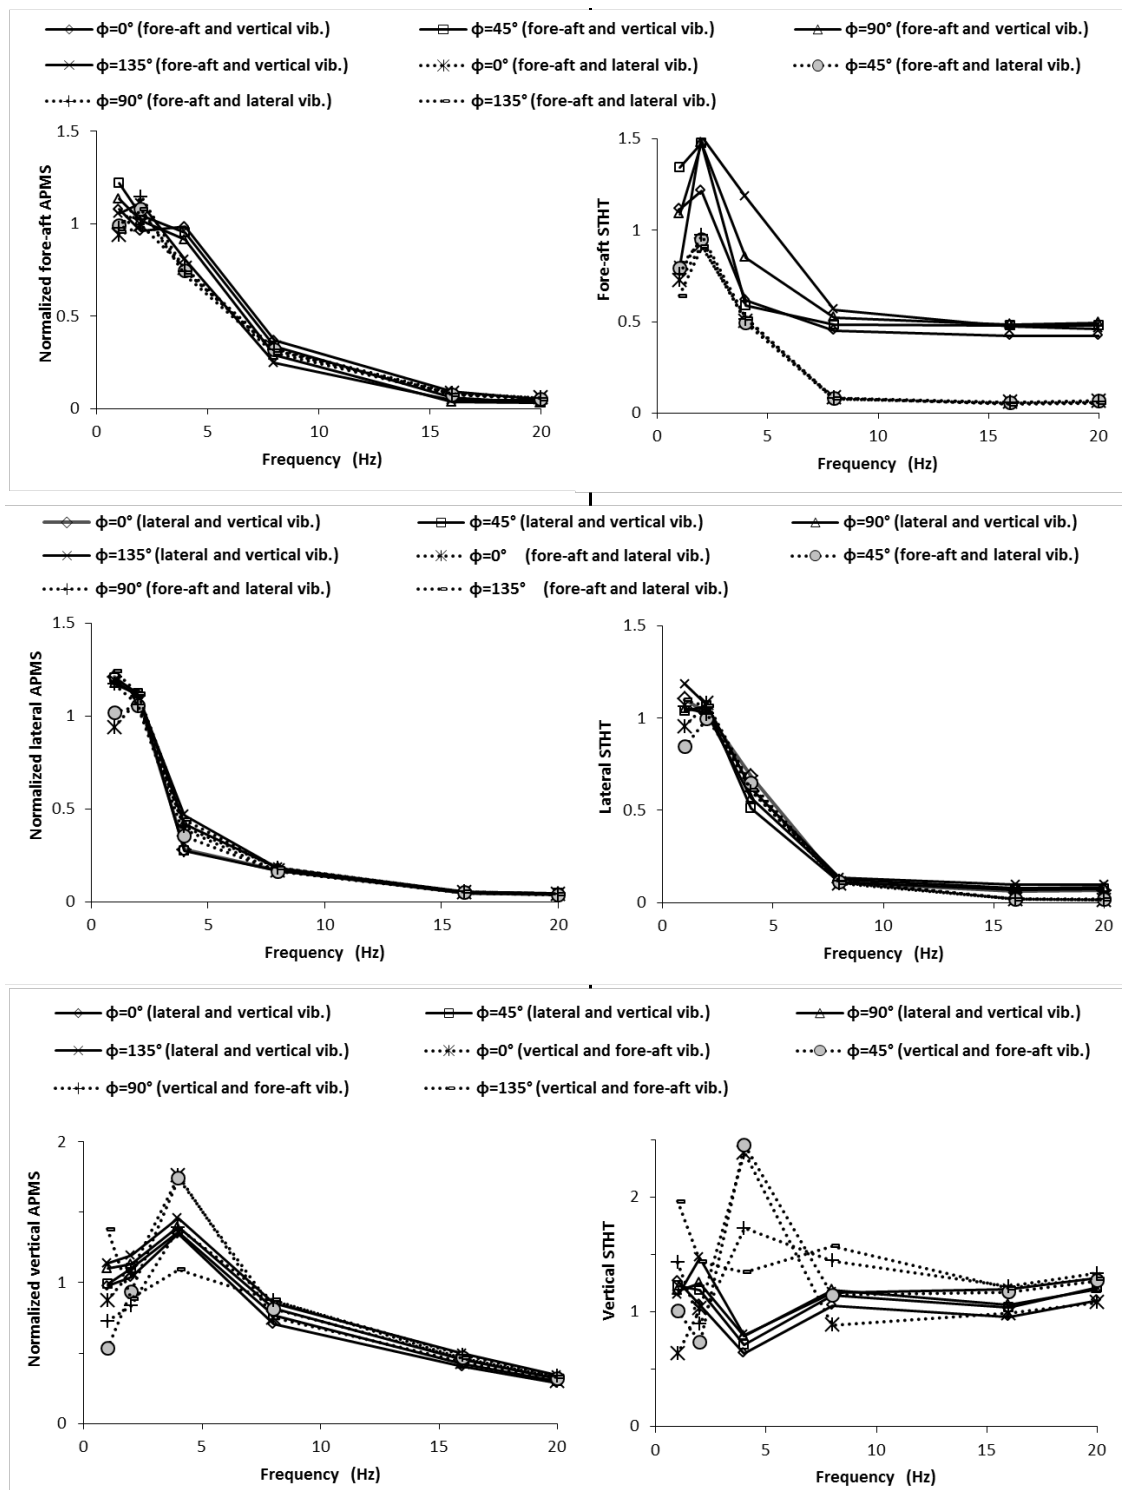 ϕ=0° (fore-aft and vertical vib.) ϕ=45° (fore-aft and vertical vib.) ϕ=90° (fore-aft and vertical vib.)
ϕ=135° (fore-aft and vertical vib.) ϕ=0° (fore-aft and lateral vib.) ϕ=45° (fore-aft and lateral vib.)
ϕ=90° (fore-aft and lateral vib.) ϕ=135° (fore-aft and lateral vib.)
Normalized fore-aft APMS
1.5
1
0.5
0
0 5 10 15 20
Frequency (Hz)
Fore-aft STHT
1.5
1
0.5
0
0 5 10 15 20
Frequency (Hz)
ϕ=0° (lateral and vertical vib.) ϕ=45° (lateral and vertical vib.) ϕ=90° (lateral and vertical vib.)
ϕ=135° (lateral and vertical vib.) ϕ=0° (fore-aft and lateral vib.) ϕ=45° (fore-aft and lateral vib.)
ϕ=90° (fore-aft and lateral vib.) ϕ=135° (fore-aft and lateral vib.)
Normalized lateral APMS
1.5
1
0.5
0
0 5 10 15 20
Frequency (Hz)
Lateral STHT
1.5
1
0.5
0
0 5 10 15 20
Frequency (Hz)
ϕ=0° (lateral and vertical vib.) ϕ=45° (lateral and vertical vib.) ϕ=90° (lateral and vertical vib.)
ϕ=135° (lateral and vertical vib.) ϕ=0° (vertical and fore-aft vib.) ϕ=45° (vertical and fore-aft vib.)
ϕ=90° (vertical and fore-aft vib.) ϕ=135° (vertical and fore-aft vib.)
Normalized vertical APMS
2
1
0
0 5 10 15 20
Frequency (Hz)
Vertical STHT
2
1
0
0 5 10 15 20
Frequency (Hz)